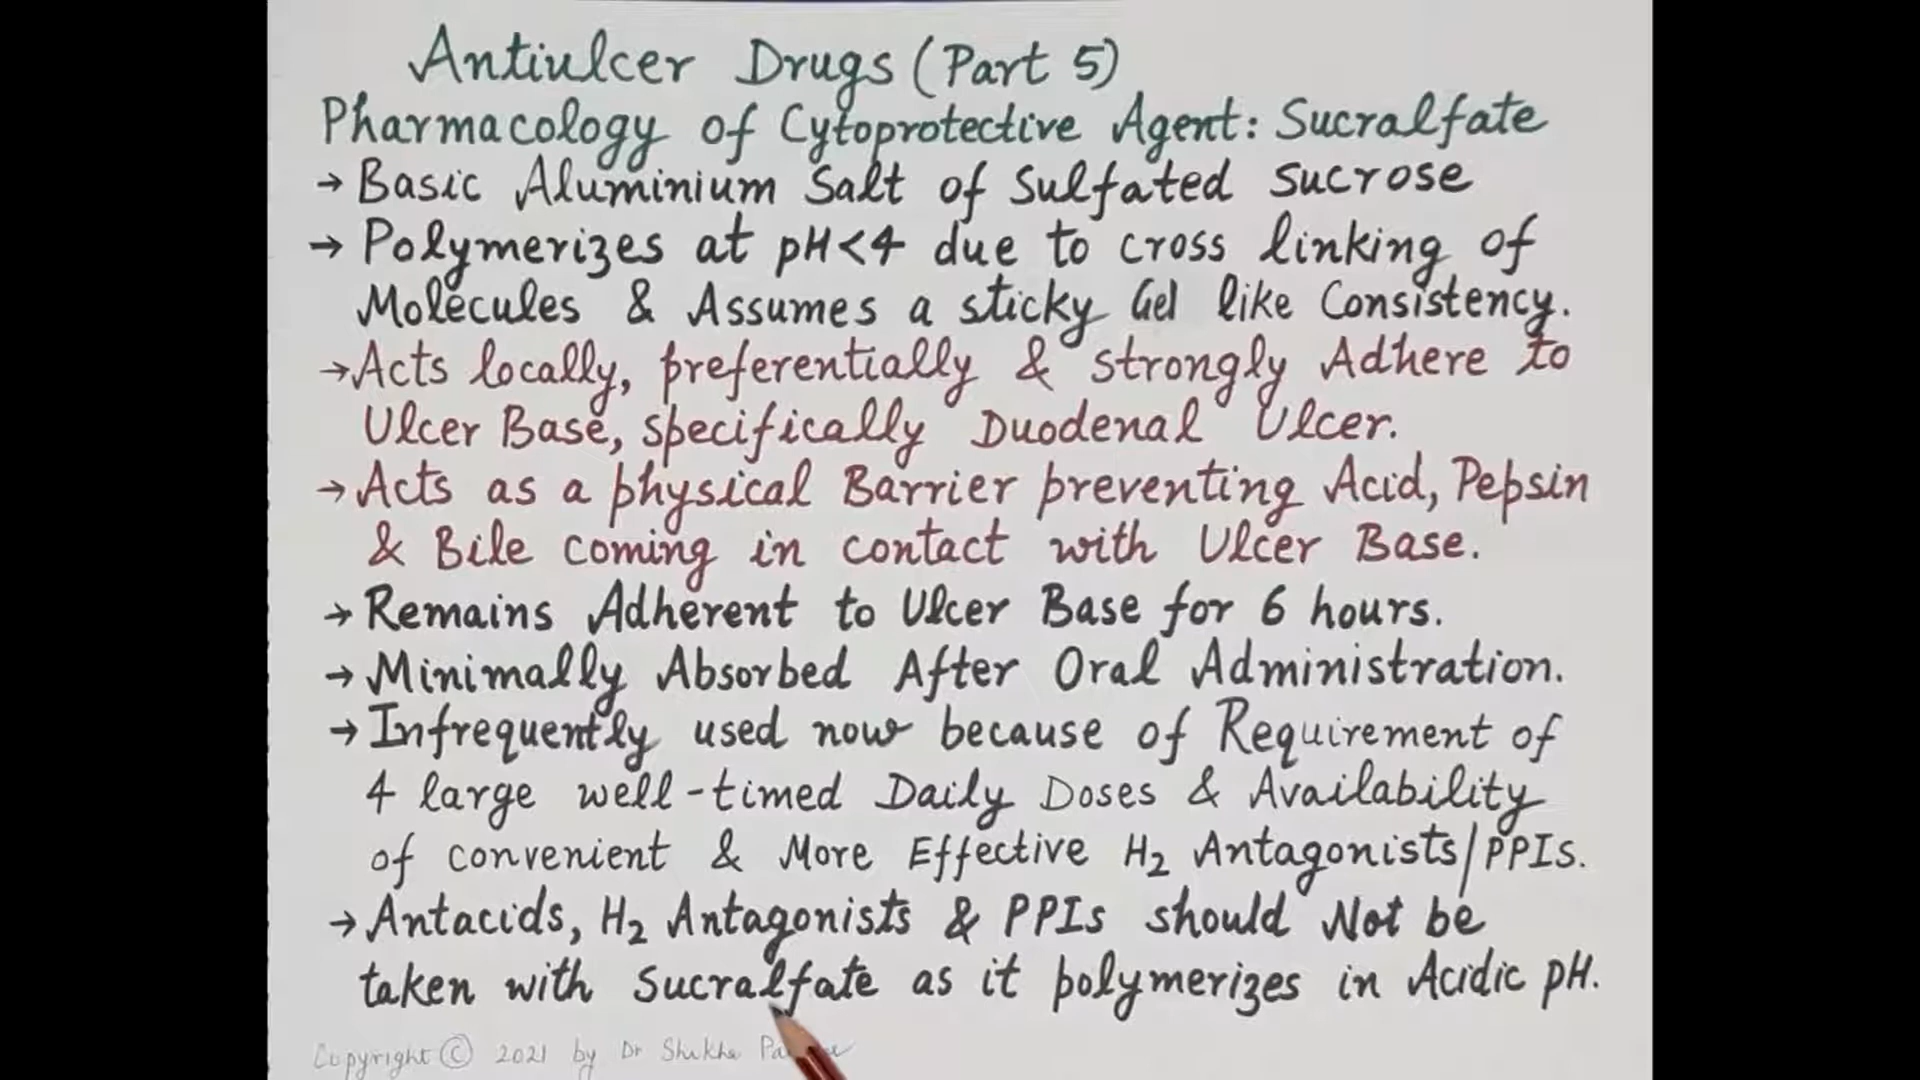 Antiulcer Drugs (Part 5)
Pharmacology of Cytoprotective Agent: Sucralfate
→ Basic Aluminium Salt of Sulfated Sucrose
→ Polymerizes at pH<4 due to cross linking of
Molecules & Assumes a sticky Gel like Consistency.
→ Acts locally, preferentially & strongly Adhere to
Ulcer Base, specifically Duodenal Ulcer.
→ Acts as a physical Barrier preventing Acid, Pepsin
& Bile coming in contact with Ulcer Base.
→ Remains Adherent to Ulcer Base for 6 hours.
→ Minimally Absorbed After Oral Administration.
→ Infrequently used now because of Requirement of
4 large well-timed Daily Doses & Availability
of convenient & More Effective H2 Antagonists/PPIs.
→ Antacids, H2 Antagonists & PPIs should Not be
taken with Sucralfate as it polymerizes in Acidic pH.
Copyright © 2021 by Dr